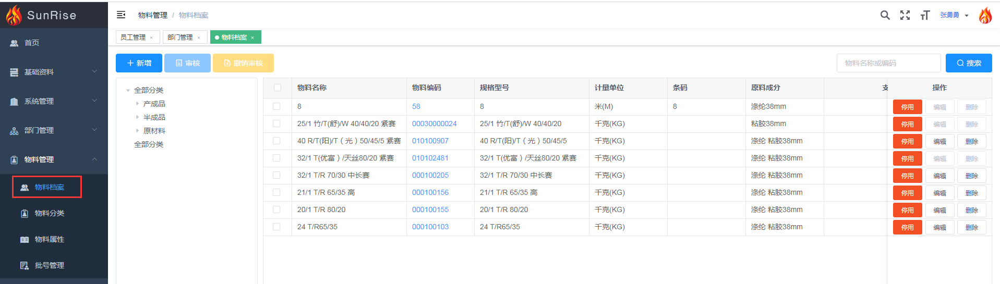 SunRise
物料管理 / 物料档案
张勇勇
员工管理 ×
部门管理 ×
物料档案 ×
首页
基础资料
系统管理
部门管理
物料管理
物料档案
物料分类
物料属性
批号管理
新增
审核
撤销审核
物料名称或编码
搜索
全部分类
产成品
半成品
原材料
全部分类
物料名称 物料编码 规格型号 计量单位 条码 原料成分 操作
8 58 8 米(M) 8 涤纶38mm 停用 编辑 删除
25/1 竹/T(舒)/W 40/40/20 紧赛 00030000024 25/1 竹/T(舒)/W 40/40/20 千克(KG) 粘胶38mm 停用 编辑 删除
40 R/T(阳)/T ( 光 ) 50/45/5 紧赛 010100907 40 R/T(阳)/T ( 光 ) 50/45/5 千克(KG) 涤纶 粘胶38mm 停用 编辑 删除
32/1 T(优富 ) /天丝80/20 紧赛 010102481 32/1 T(优富 ) /天丝80/20 紧赛 千克(KG) 涤纶 粘胶38mm 停用 编辑 删除
32/1 T/R 70/30 中长赛 000100205 32/1 T/R 70/30 中长赛 千克(KG) 涤纶 粘胶38mm 停用 编辑 删除
21/1 T/R 65/35 高 000100156 21/1 T/R 65/35 高 千克(KG) 涤纶 粘胶38mm 停用 编辑 删除
20/1 T/R 80/20 000100155 20/1 T/R 80/20 千克(KG) 涤纶 粘胶38mm 停用 编辑 删除
24 T/R65/35 000100103 24 T/R65/35 千克(KG) 涤纶 粘胶38mm 停用 编辑 删除